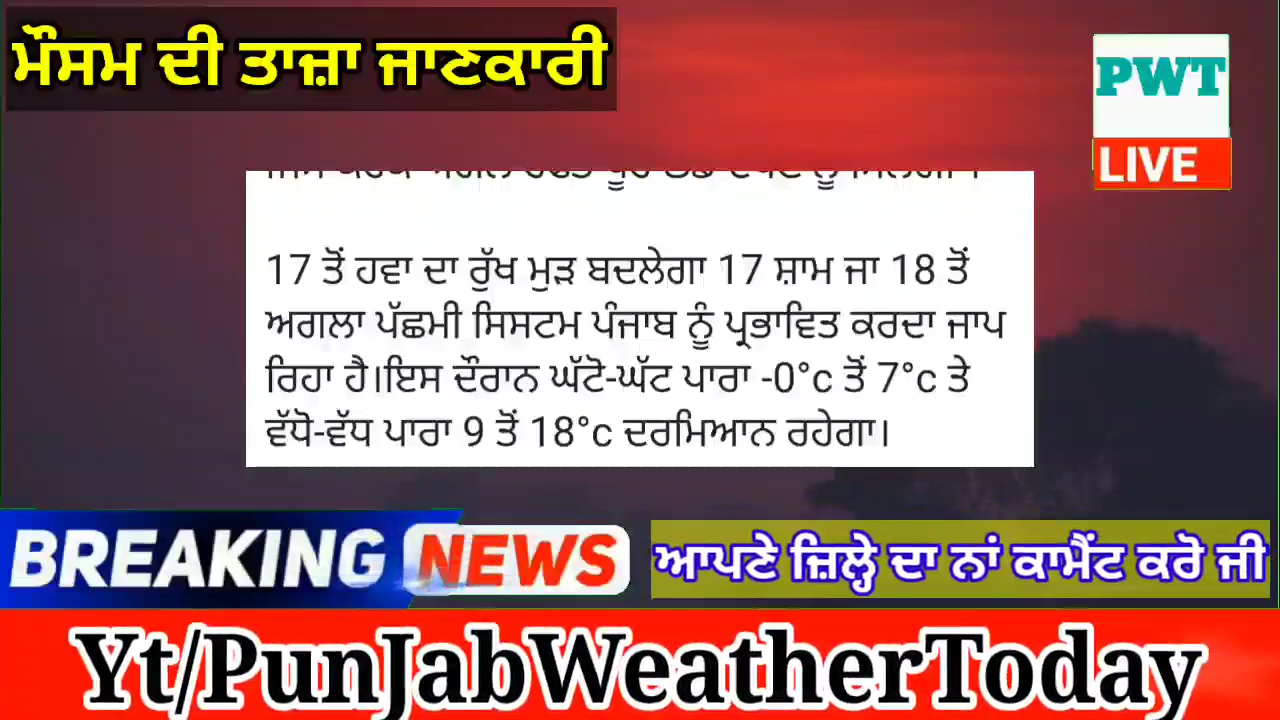 ਮੌਸਮ ਦੀ ਤਾਜ਼ਾ ਜਾਣਕਾਰੀ
PWT
LIVE
17 ਤੋਂ ਹਵਾ ਦਾ ਰੁੱਖ ਮੁੜ ਬਦਲੇਗਾ 17 ਸ਼ਾਮ ਜਾ 18 ਤੋਂ
ਅਗਲਾ ਪੱਛਮੀ ਸਿਸਟਮ ਪੰਜਾਬ ਨੂੰ ਪ੍ਰਭਾਵਿਤ ਕਰਦਾ ਜਾਪ
ਰਿਹਾ ਹੈ।ਇਸ ਦੌਰਾਨ ਘੱਟੋ-ਘੱਟ ਪਾਰਾ -0°c ਤੋਂ 7°c ਤੇ
ਵੱਧੋ-ਵੱਧ ਪਾਰਾ 9 ਤੋਂ 18°c ਦਰਮਿਆਨ ਰਹੇਗਾ।
BREAKING NEWS
ਆਪਣੇ ਜ਼ਿਲ੍ਹੇ ਦਾ ਨਾਂ ਕਾਮੈਂਟ ਕਰੋ ਜੀ
Yt/PunJabWeatherToday